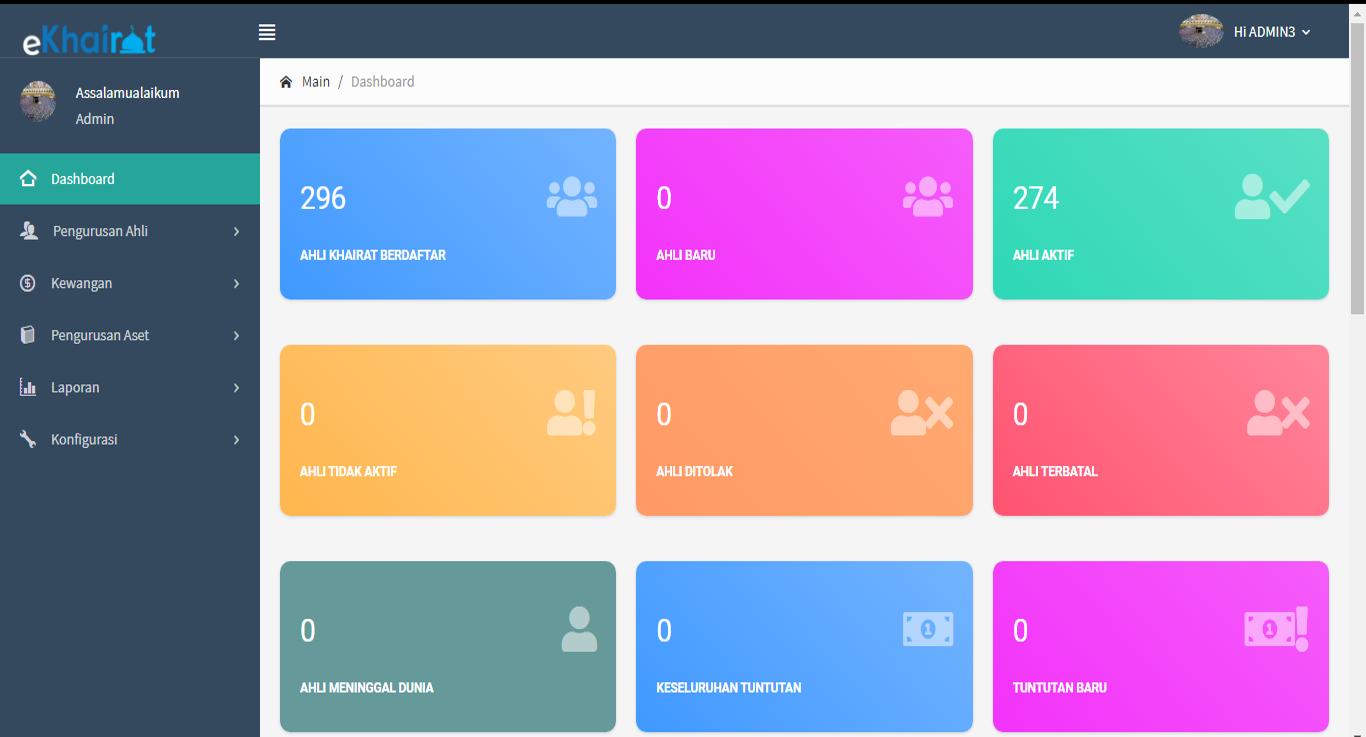 eKhairat
Hi ADMIN3
Assalamualaikum
Admin
Main / Dashboard
Dashboard
Pengurusan Ahli
Kewangan
Pengurusan Aset
Laporan
Konfigurasi
296
AHLI KHAIRAT BERDAFTAR
0
AHLI BARU
274
AHLI AKTIF
0
AHLI TIDAK AKTIF
0
AHLI DITOLAK
0
AHLI TERBATAL
0
AHLI MENINGGAL DUNIA
0
KESELURUHAN TUNTUTAN
0
TUNTUTAN BARU